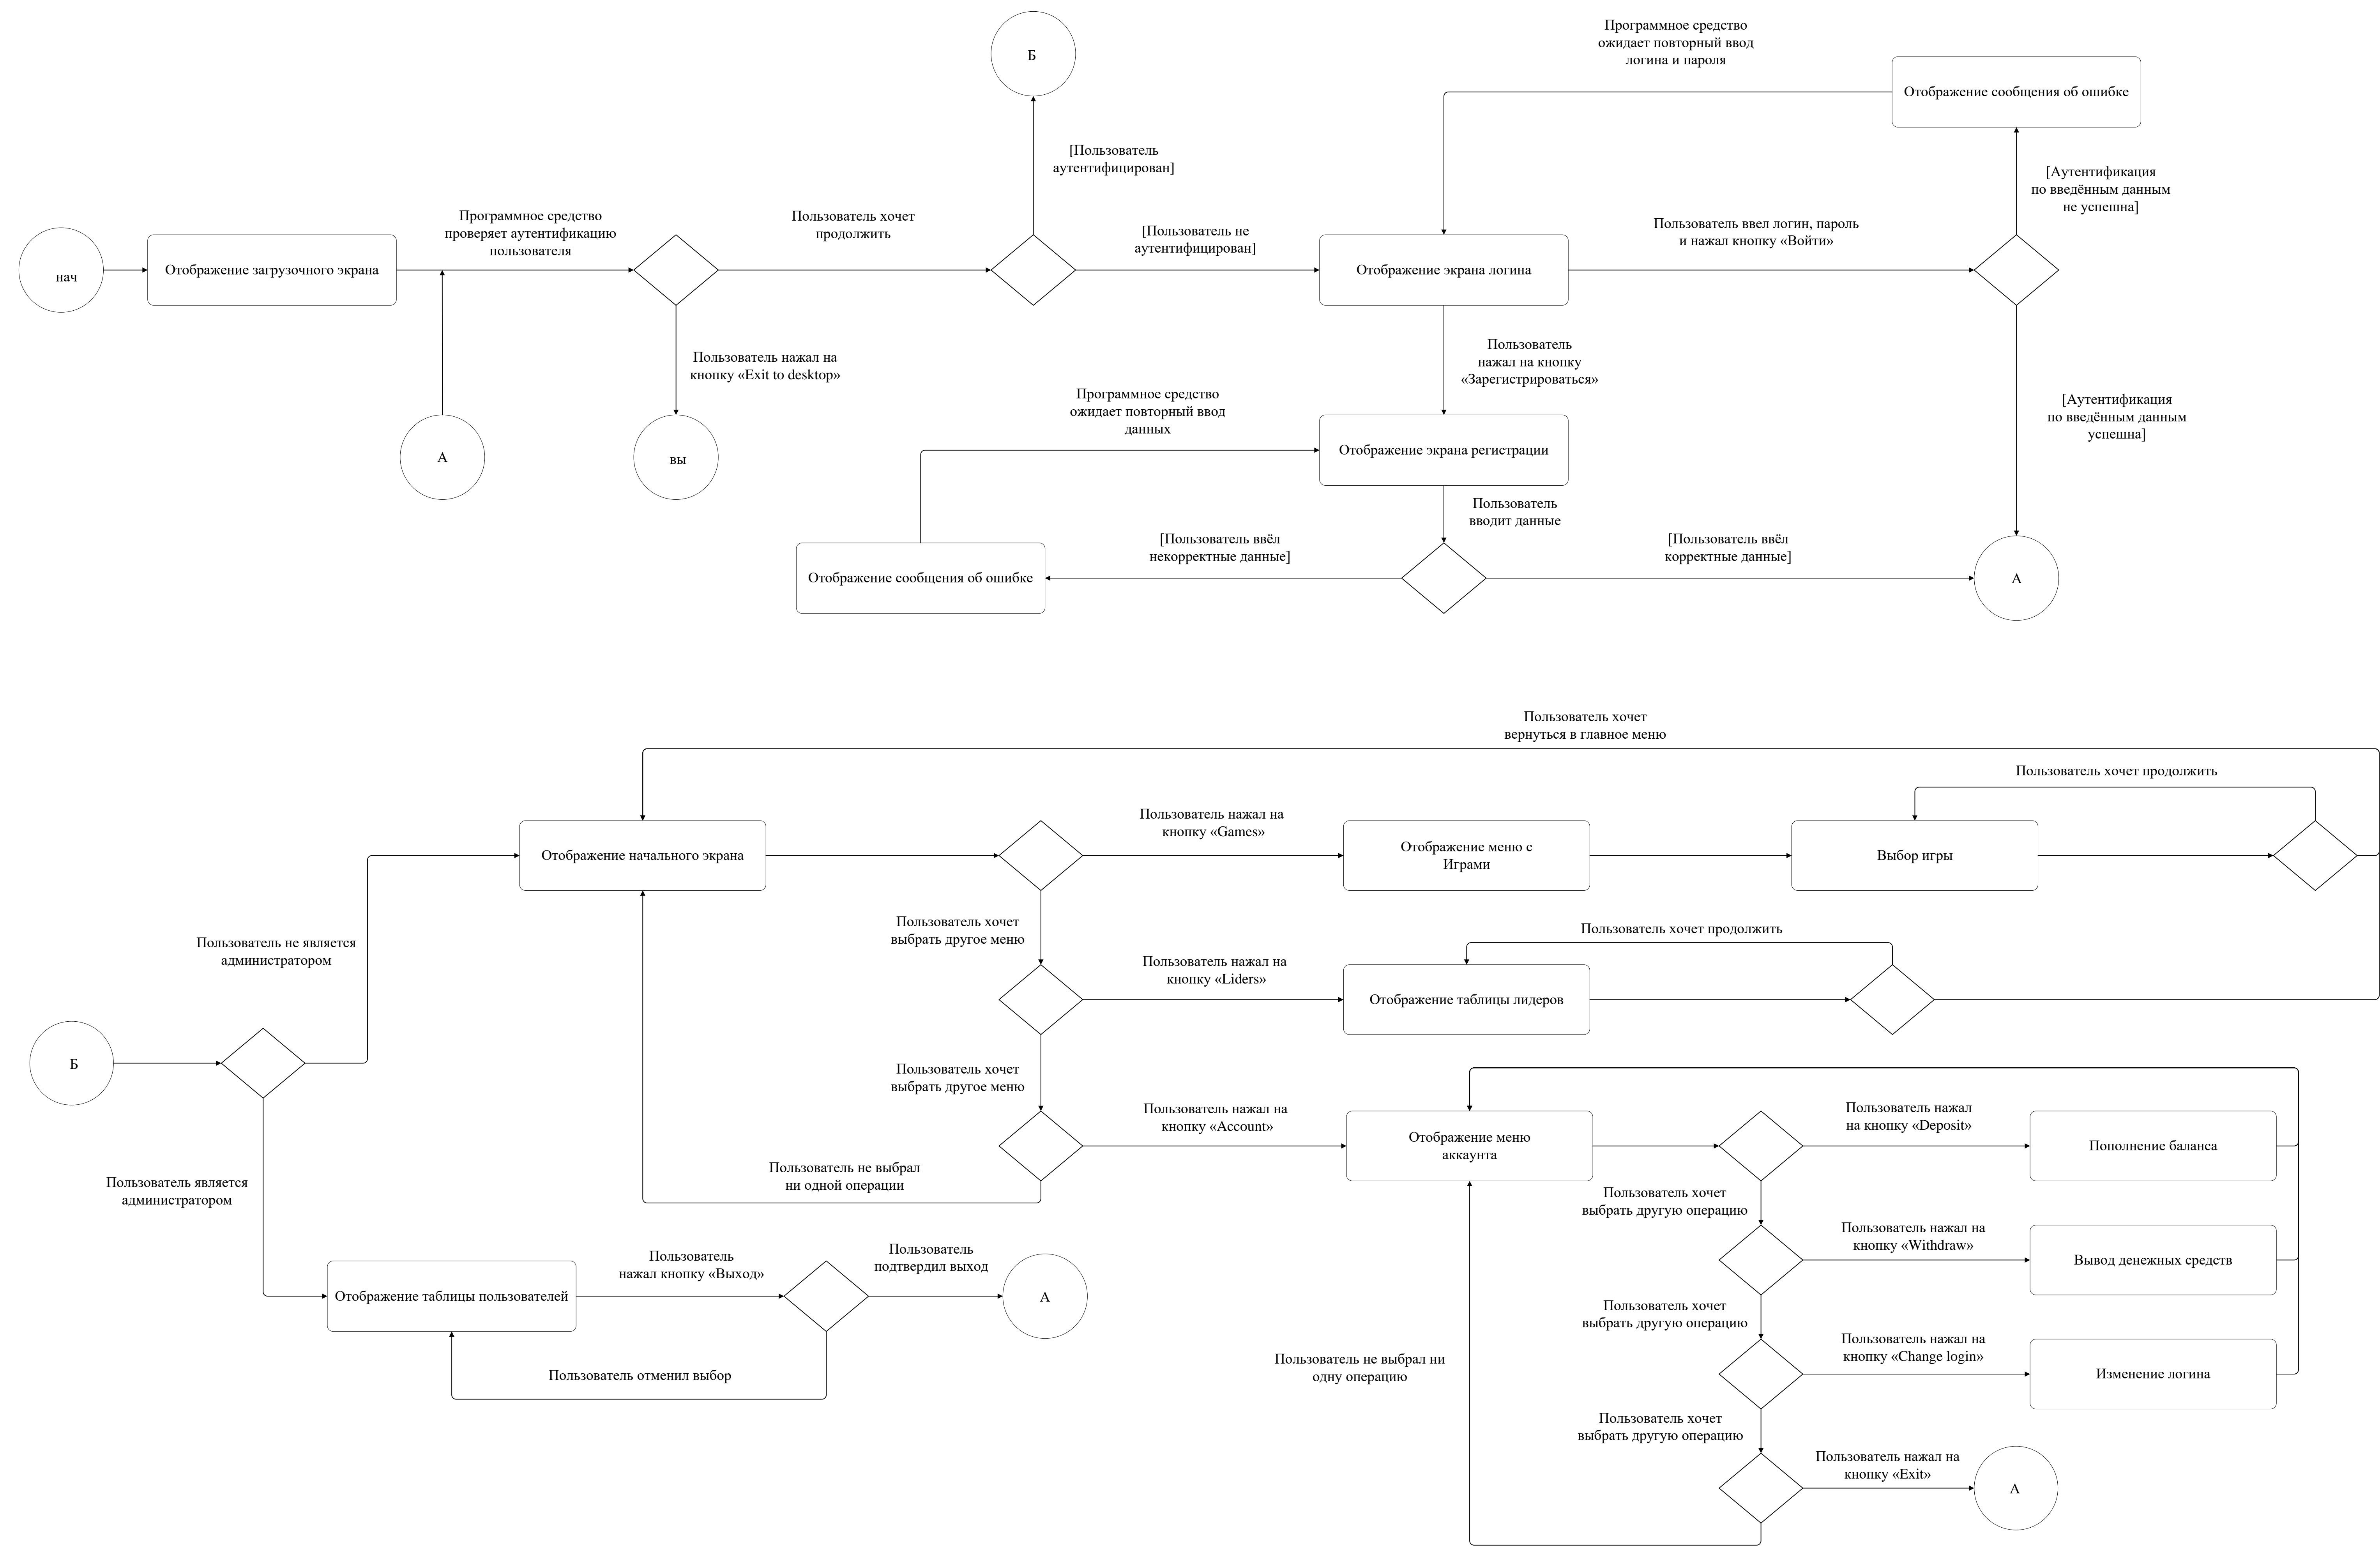 Б
Программное средство
ожидает повторный ввод
логина и пароля
Отображение сообщения об ошибке
[Пользователь
аутентифицирован]
[Аутентификация
по введённым данным
не успешна]
нач
Отображение загрузочного экрана
Программное средство
проверяет аутентификацию
пользователя
Пользователь хочет
продолжить
[Пользователь не
аутентифицирован]
Отображение экрана логина
Пользователь ввел логин, пароль
и нажал кнопку «Войти»
Пользователь нажал на
кнопку «Exit to desktop»
Пользователь
нажал на кнопку
«Зарегистрироваться»
[Аутентификация
по введённым данным
успешна]
А
вы
Программное средство
ожидает повторный ввод
данных
Отображение экрана регистрации
Пользователь
вводит данные
Отображение сообщения об ошибке
[Пользователь ввёл
некорректные данные]
[Пользователь ввёл
корректные данные]
А
Пользователь хочет
вернуться в главное меню
Пользователь хочет продолжить
Отображение начального экрана
Пользователь нажал на
кнопку «Games»
Отображение меню с
Играми
Выбор игры
Пользователь не является
администратором
Пользователь хочет
выбрать другое меню
Пользователь хочет продолжить
Пользователь нажал на
кнопку «Liders»
Отображение таблицы лидеров
Б
Пользователь хочет
выбрать другое меню
Пользователь нажал на
кнопку «Account»
Отображение меню
аккаунта
Пользователь нажал
на кнопку «Deposit»
Пополнение баланса
Пользователь не выбрал
ни одной операции
Пользователь является
администратором
Пользователь хочет
выбрать другую операцию
Пользователь нажал на
кнопку «Withdraw»
Вывод денежных средств
Отображение таблицы пользователей
Пользователь
нажал кнопку «Выход»
Пользователь
подтвердил выход
А
Пользователь отменил выбор
Пользователь хочет
выбрать другую операцию
Пользователь нажал на
кнопку «Change login»
Изменение логина
Пользователь не выбрал ни
одну операцию
Пользователь хочет
выбрать другую операцию
Пользователь нажал на
кнопку «Exit»
А